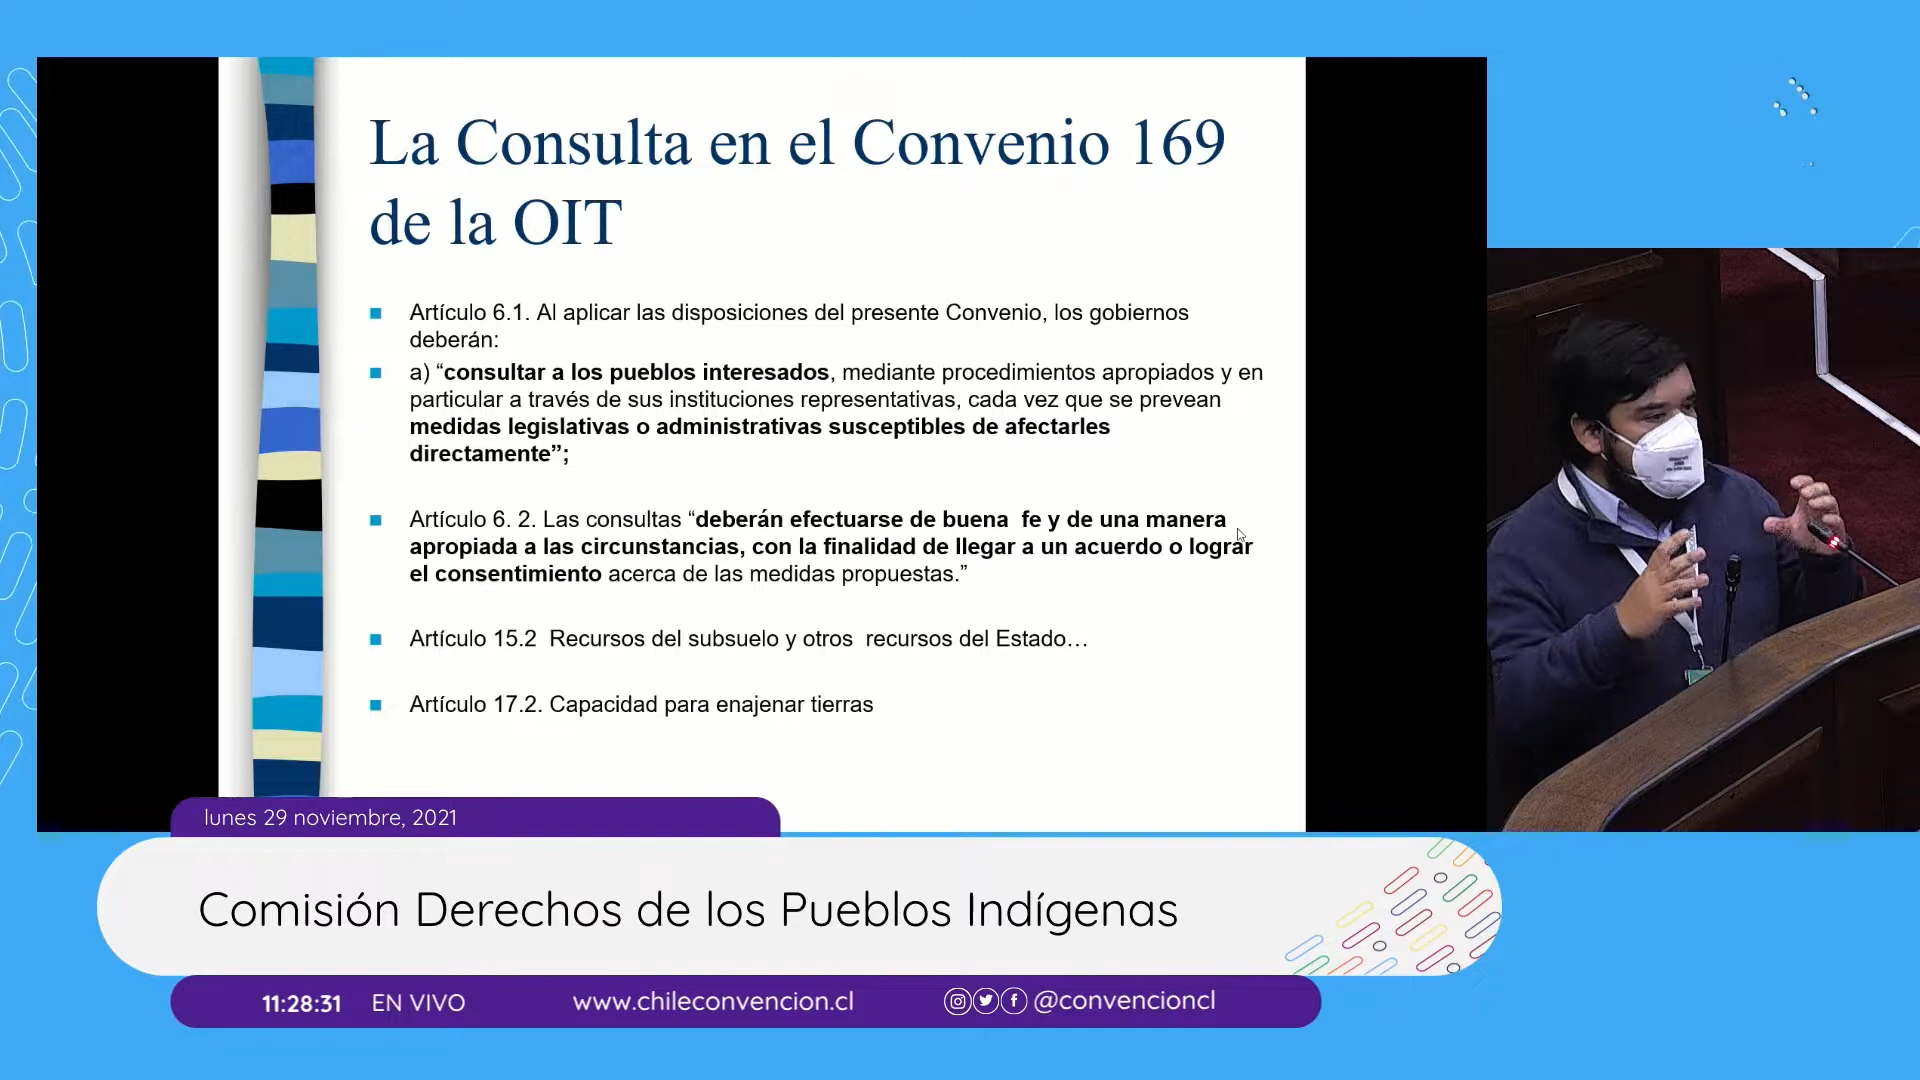 La Consulta en el Convenio 169
de la OIT
Artículo 6.1. Al aplicar las disposiciones del presente Convenio, los gobiernos
deberán:
a) “consultar a los pueblos interesados, mediante procedimientos apropiados y en
particular a través de sus instituciones representativas, cada vez que se prevean
medidas legislativas o administrativas susceptibles de afectarles
directamente”;
Artículo 6. 2. Las consultas “deberán efectuarse de buena fe y de una manera
apropiada a las circunstancias, con la finalidad de llegar a un acuerdo o lograr
el consentimiento acerca de las medidas propuestas.”
Artículo 15.2 Recursos del subsuelo y otros recursos del Estado…
Artículo 17.2. Capacidad para enajenar tierras
lunes 29 noviembre, 2021
Comisión Derechos de los Pueblos Indígenas
11:28:31 EN VIVO www.chileconvencion.cl @convencioncl